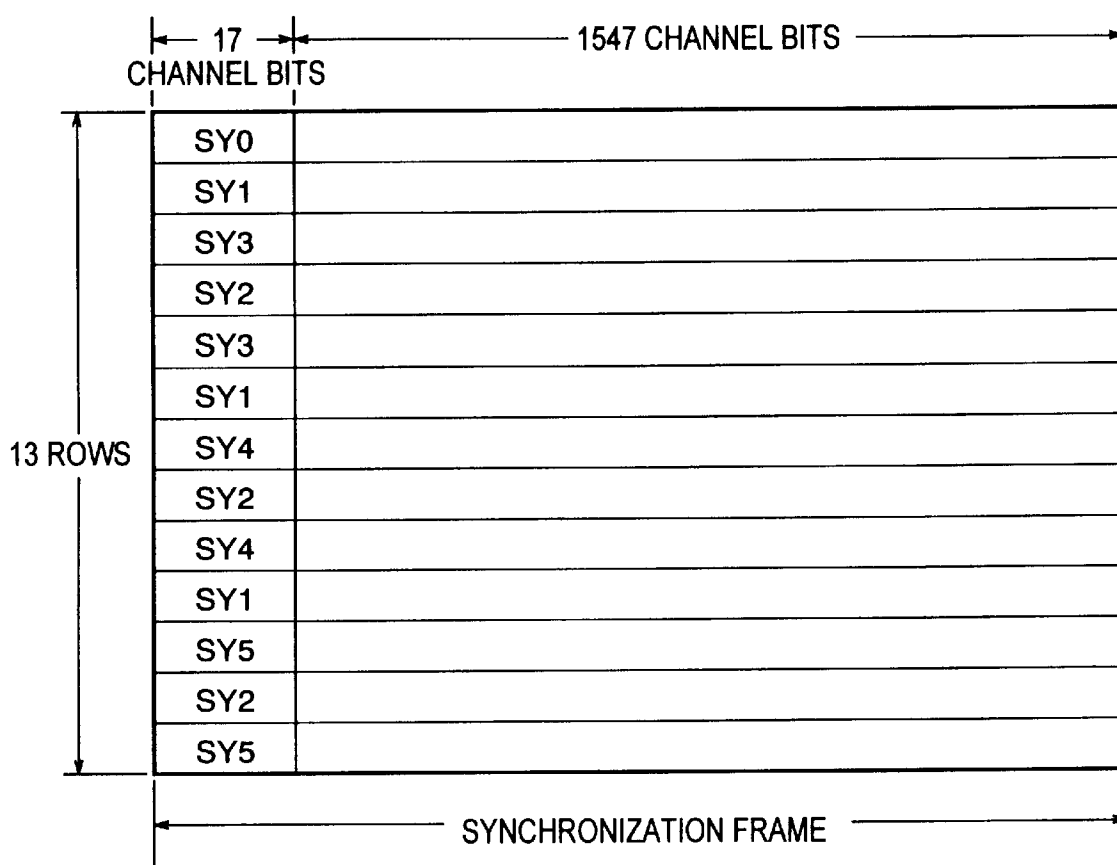 17
CHANNEL BITS
1547 CHANNEL BITS
SY0
SY1
SY3
SY2
SY3
SY1
13 ROWS
SY4
SY2
SY4
SY1
SY5
SY2
SY5
SYNCHRONIZATION FRAME